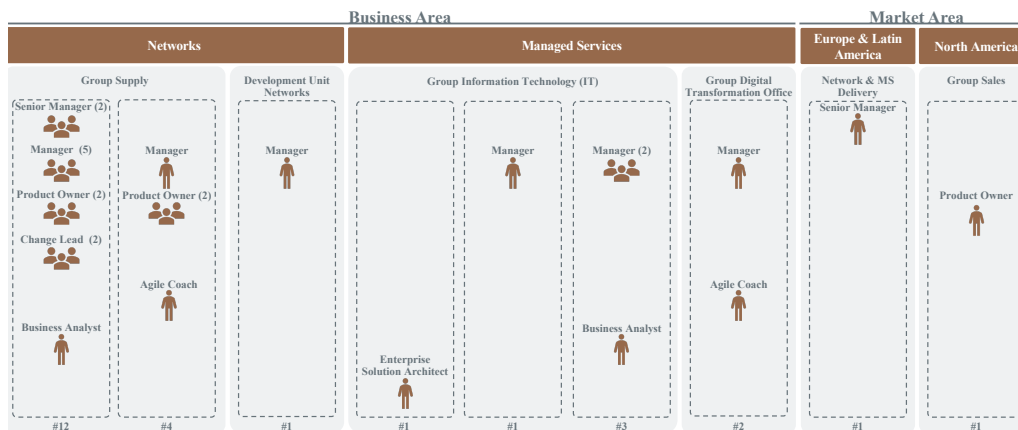 Business Area
Market Area
Networks
Managed Services
Europe & Latin
America
North America
Group Supply
Development Unit
Networks
Group Information Technology (IT)
Group Digital
Transformation Office
Network & MS
Delivery
Group Sales
Senior Manager (2)
Senior Manager
Manager (5)
Manager
Manager
Manager
Manager (2)
Manager
Product Owner (2)
Product Owner (2)
Product Owner
Change Lead (2)
Agile Coach
Agile Coach
Business Analyst
Business Analyst
Enterprise
Solution Architect
#12
#4
#1
#1
#1
#3
#2
#1
#1